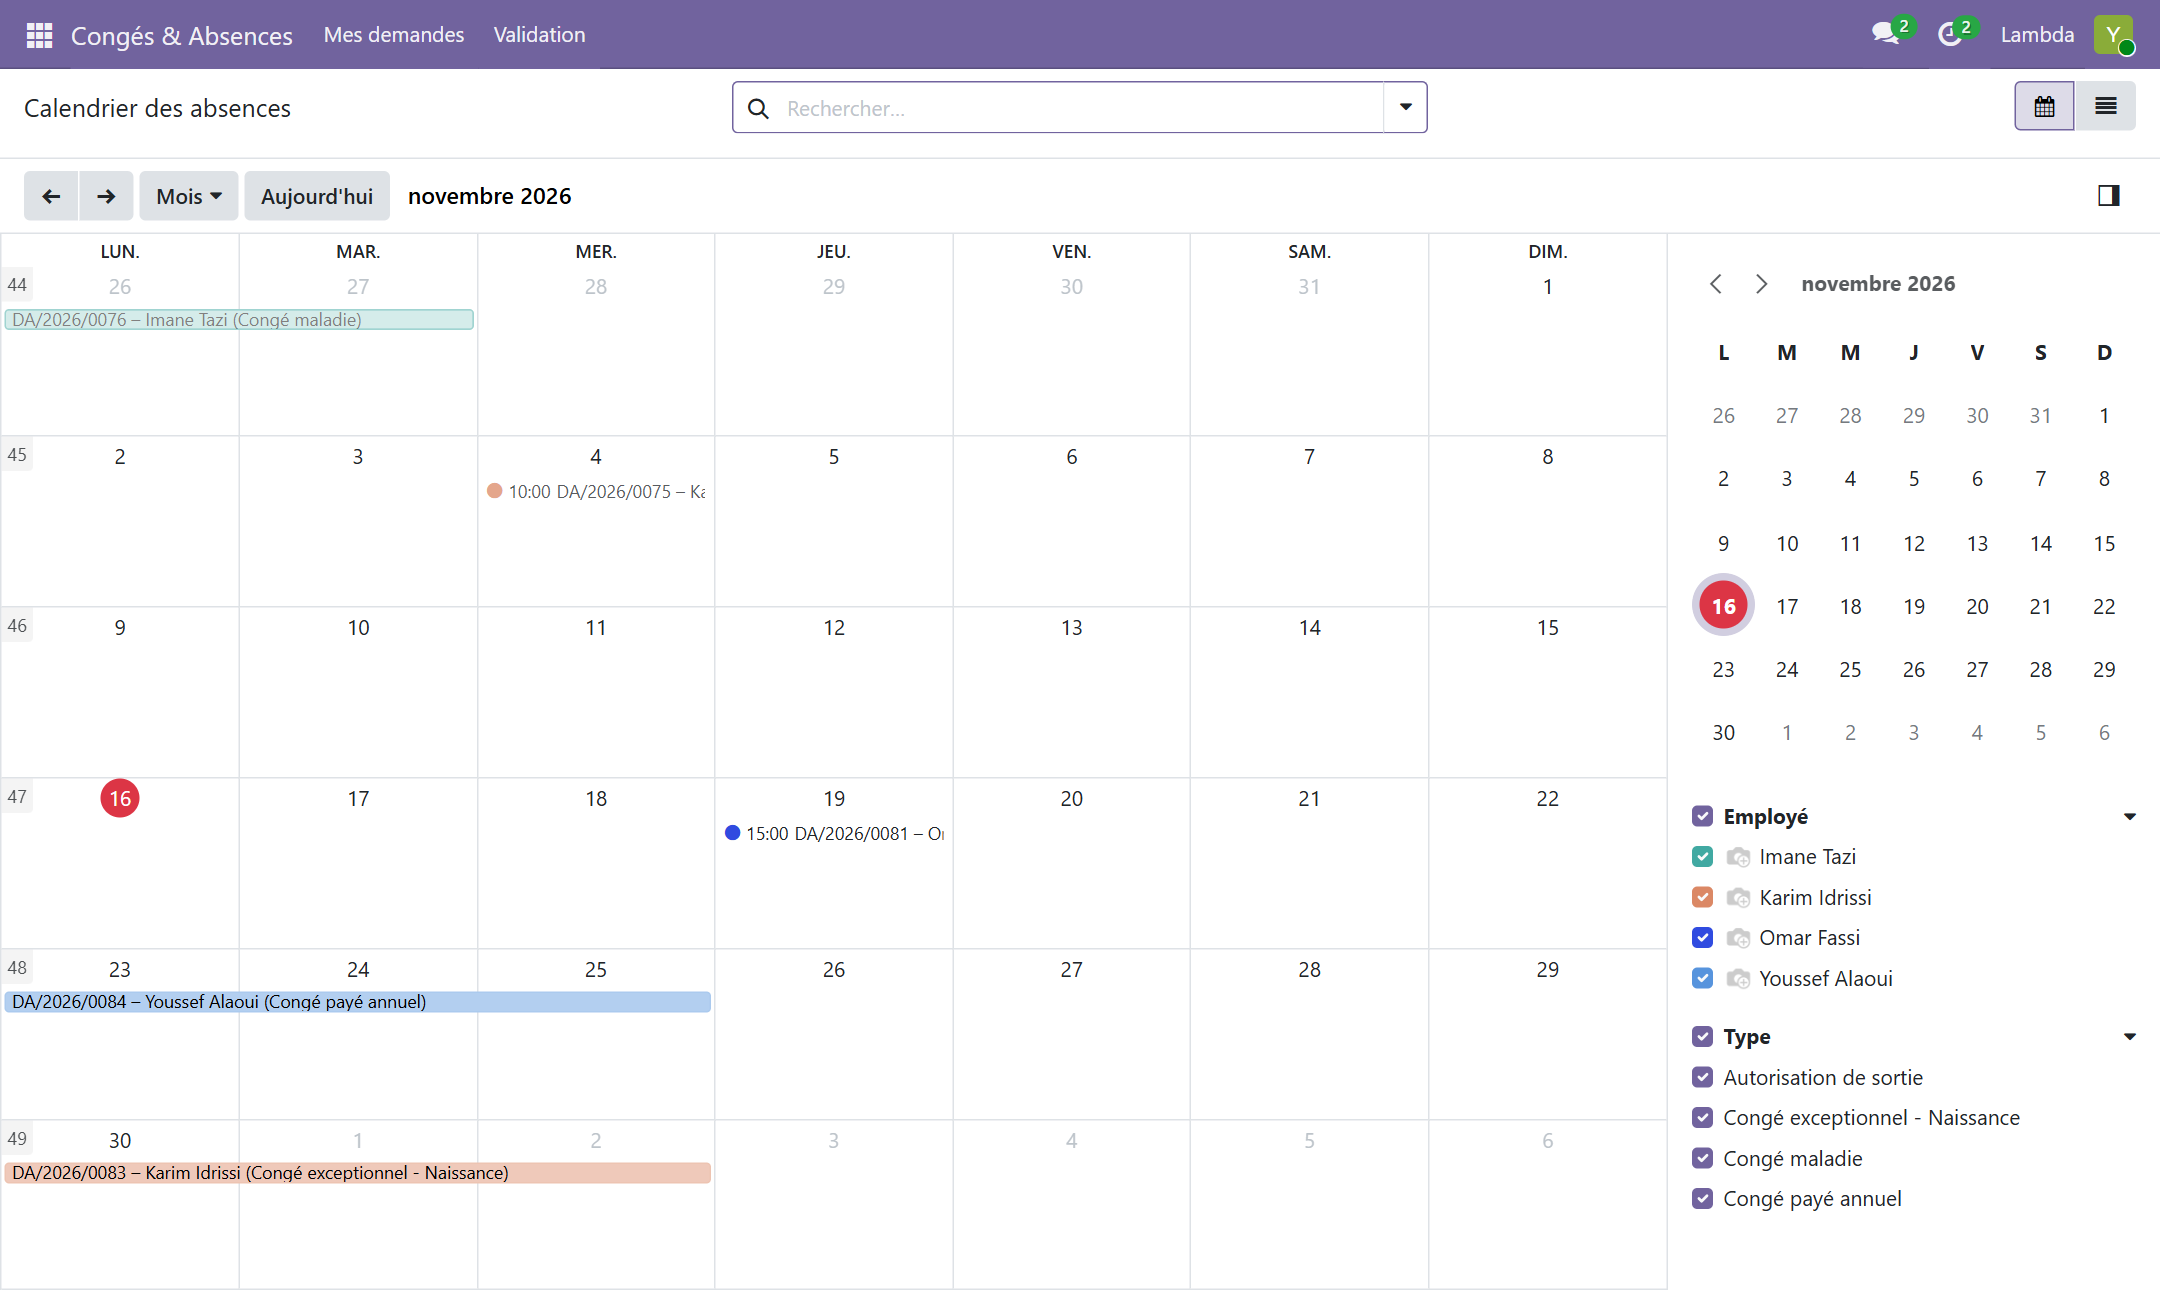 Congés & Absences Mes demandes Validation 2 2 Lambda Y
Calendrier des absences Rechercher...
Mois Aujourd'hui novembre 2026
LUN. MAR. MER. JEU. VEN. SAM. DIM.
44 26 27 28 29 30 31 1
DA/2026/0076 – Imane Tazi (Congé maladie)
45 2 3 4 5 6 7 8
10:00 DA/2026/0075 –
46 9 10 11 12 13 14 15
47 16 17 18 19 20 21 22
15:00 DA/2026/0081 –
48 23 24 25 26 27 28 29
DA/2026/0084 – Youssef Alaoui (Congé payé annuel)
49 30 1 2 3 4 5 6
DA/2026/0083 – Karim Idrissi (Congé exceptionnel - Naissance)
novembre 2026
L M M J V S D
26 27 28 29 30 31 1
2 3 4 5 6 7 8
9 10 11 12 13 14 15
16 17 18 19 20 21 22
23 24 25 26 27 28 29
30 1 2 3 4 5 6
Employé
Imane Tazi
Karim Idrissi
Omar Fassi
Youssef Alaoui
Type
Autorisation de sortie
Congé exceptionnel - Naissance
Congé maladie
Congé payé annuel